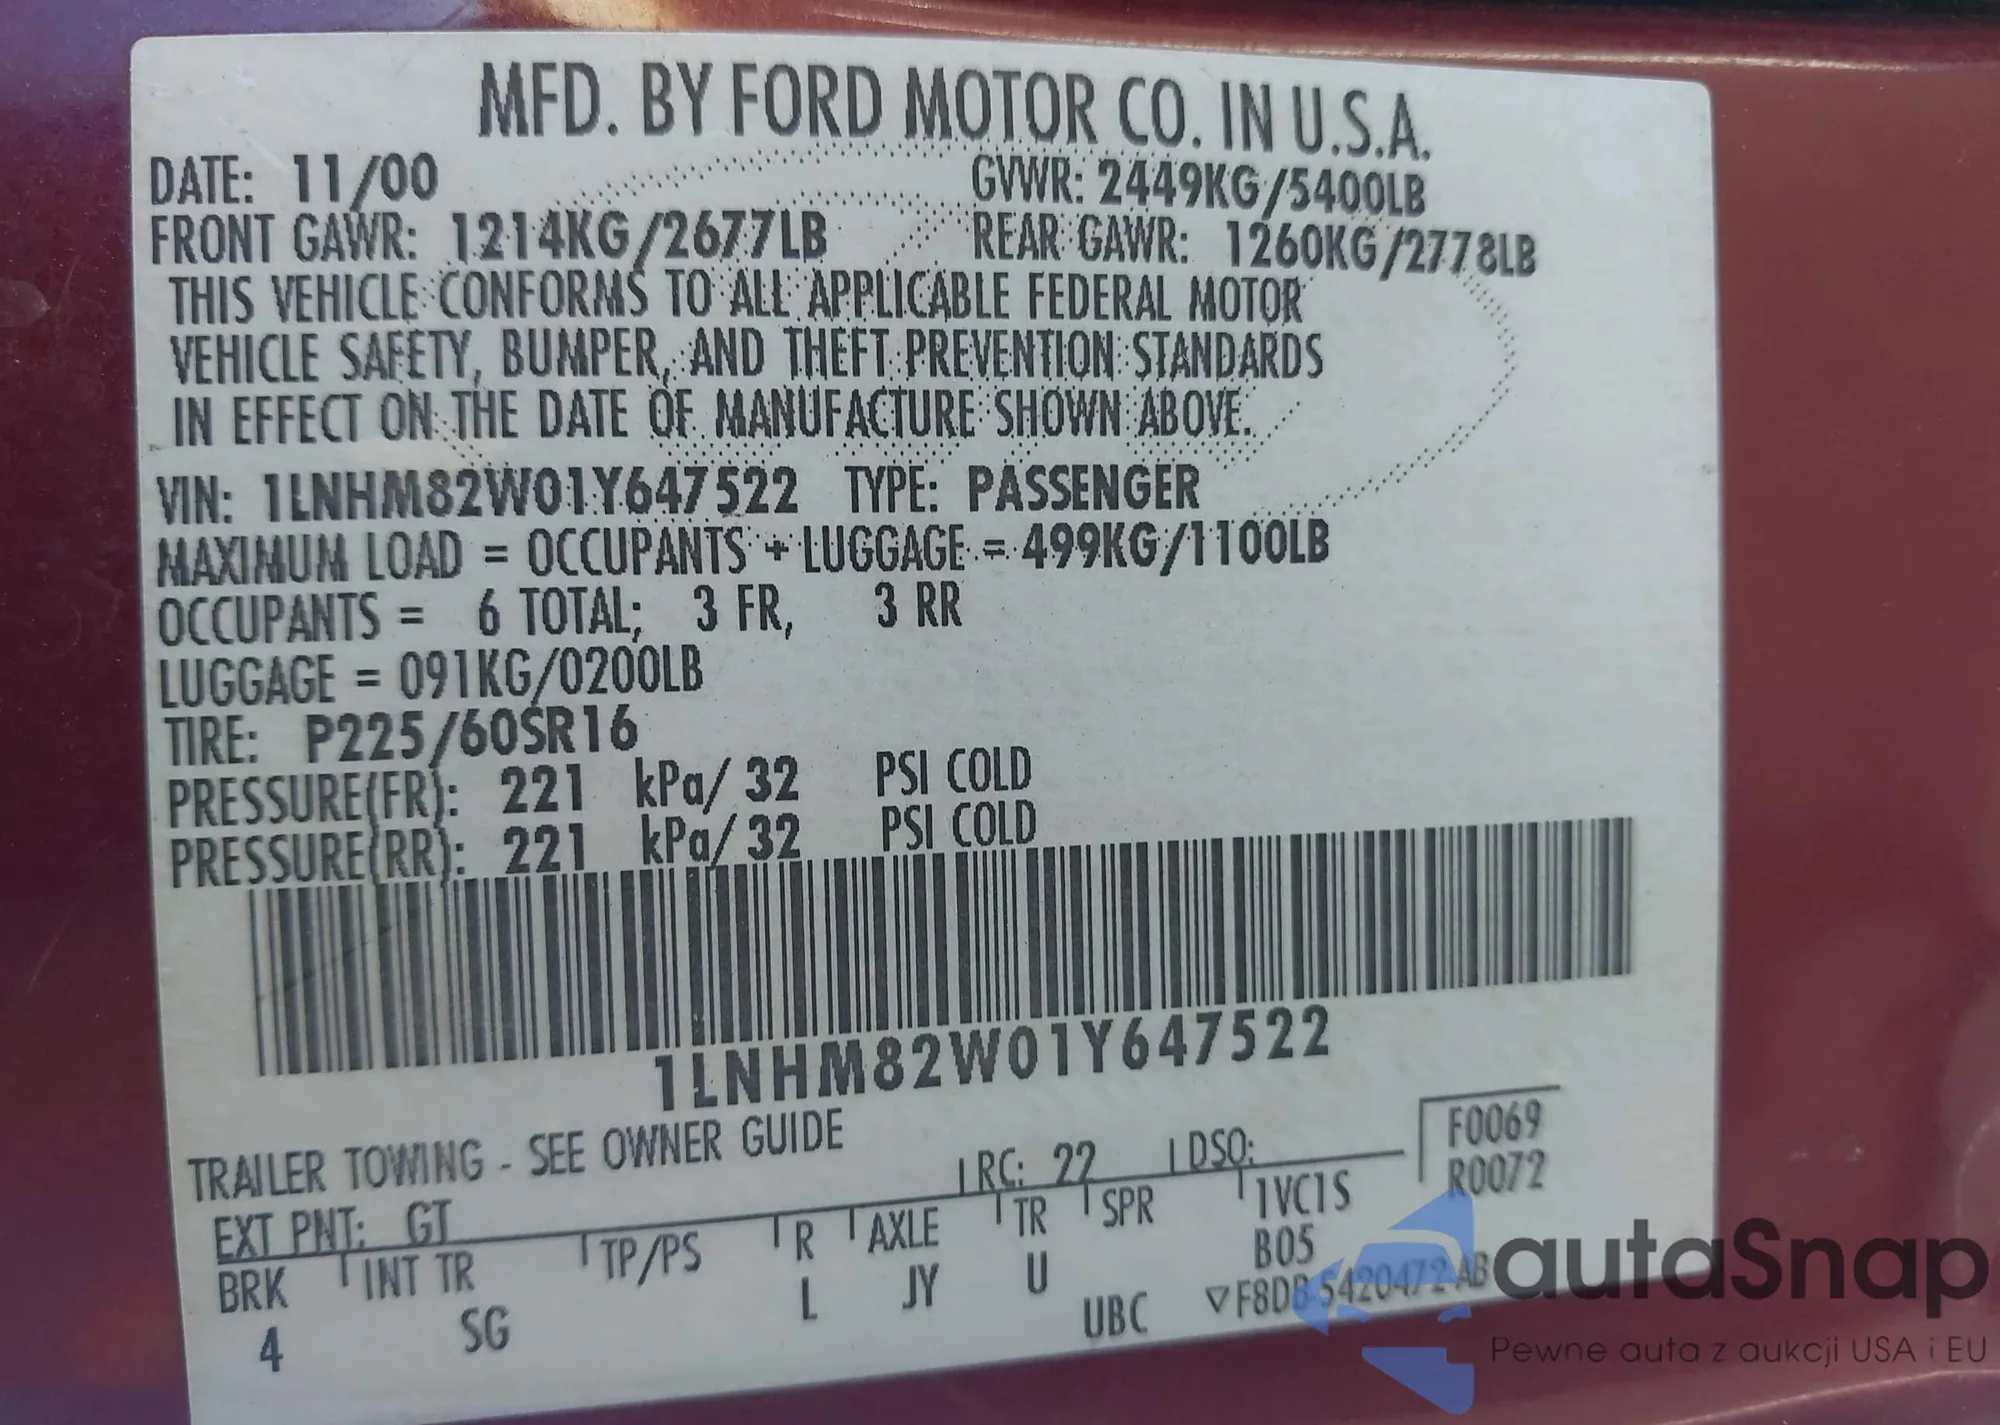 MFD. BY FORD MOTOR CO. IN U.S.A.
DATE: 11/00 GVWR: 2449KG/5400LB
FRONT GAWR: 1214KG/2677LB REAR GAWR: 1260KG/2778LB
THIS VEHICLE CONFORMS TO ALL APPLICABLE FEDERAL MOTOR
VEHICLE SAFETY, BUMPER, AND THEFT PREVENTION STANDARDS
IN EFFECT ON THE DATE OF MANUFACTURE SHOWN ABOVE.
VIN: 1LNHM82W01Y647522 TYPE: PASSENGER
MAXIMUM LOAD = OCCUPANTS + LUGGAGE = 499KG/1100LB
OCCUPANTS = 6 TOTAL; 3 FR, 3 RR
LUGGAGE = 091KG/0200LB
TIRE: P225/60SR16
PRESSURE(FR): 221 kPa/ 32 PSI COLD
PRESSURE(RR): 221 kPa/ 32 PSI COLD
1LNHM82W01Y647522
TRAILER TOWING - SEE OWNER GUIDE
F0069
EXT PNT: GT RC: 22 DSO: R0072
BRK INT TR TP/PS R AXLE TR SPR 1VC1S
4 SG L JY U B05
UBC ▽F8DB-5420472-AB
autaSnap
Pewne auta z aukcji USA i EU